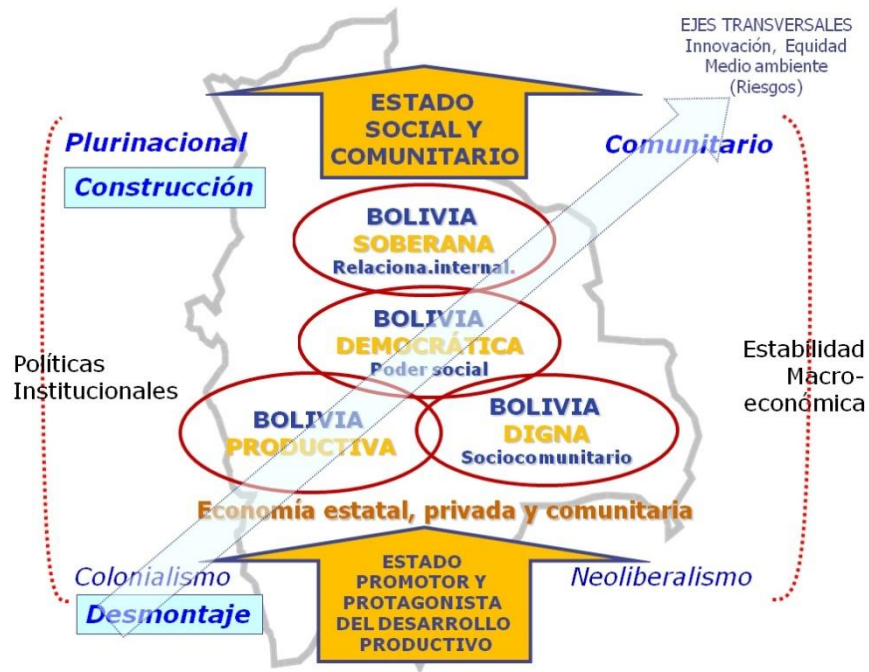 EJES TRANSVERSALES
Innovación, Equidad
Medio ambiente
(Riesgos)
ESTADO
SOCIAL Y
COMUNITARIO
Plurinacional
Comunitario
Construcción
BOLIVIA
SOBERANA
Relaciona.internal.
BOLIVIA
DEMOCRÁTICA
Poder social
Políticas
Institucionales
Estabilidad
Macro-
económica
BOLIVIA
PRODUCTIVA
BOLIVIA
DIGNA
Sociocomunitario
Economía estatal, privada y comunitaria
Colonialismo
Neoliberalismo
Desmontaje
ESTADO
PROMOTOR Y
PROTAGONISTA
DEL DESARROLLO
PRODUCTIVO